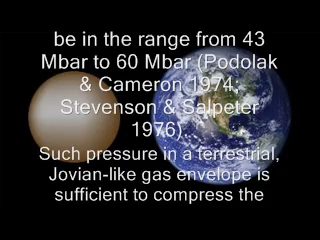 be in the range from 43
Mbar to 60 Mbar (Podolak
& Cameron 1974;
Stevenson & Salpeter
1976)
Such pressure in a terrestrial,
Jovian-like gas envelope is
sufficient to compress the